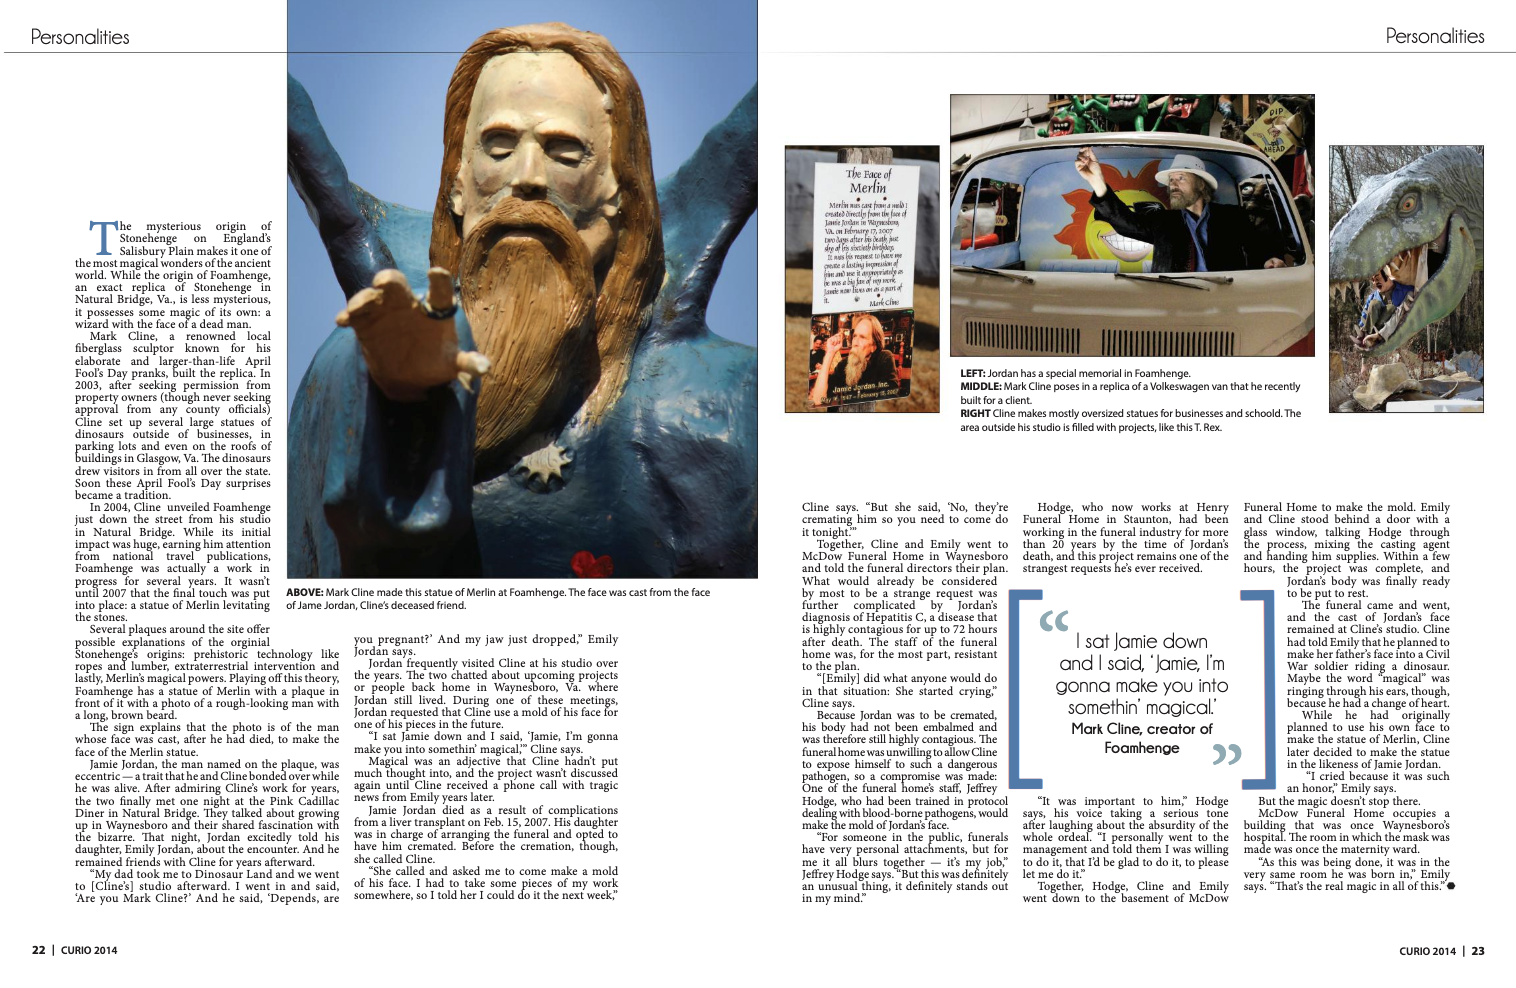 Personalities
The mysterious origin of
Stonehenge on England's
Salisbury Plain makes it one of
the most magical wonders of the ancient
world. While the origin of Foamhenge,
an exact replica of Stonehenge in
Natural Bridge, Va., is less mysterious,
it possesses some magic of its own: a
wizard with the face of a dead man.
Mark Cline, a renowned local
fiberglass sculptor known for his
elaborate and larger-than-life April
Fool's Day pranks, built the replica. In
2003, after seeking permission from
property owners (though never seeking
approval from any county officials)
Cline set up several large statues of
dinosaurs outside of businesses, in
parking lots and even on the roofs of
buildings in Glasgow, Va. The dinosaurs
drew visitors in from all over the state.
Soon these April Fool's Day surprises
became a tradition.
In 2004, Cline unveiled Foamhenge
just down the street from his studio
in Natural Bridge. While its initial
impact was huge, earning him attention
from national travel publications,
Foamhenge was actually a work in
progress for several years. It wasn't
until 2007 that the final touch was put
into place: a statue of Merlin levitating
the stones.
Several plaques around the site offer
possible explanations of the orginial
Stonehenge's origins: prehistoric technology like
ropes and lumber, extraterrestrial intervention and
lastly, Merlin's magical powers. Playing off this theory,
Foamhenge has a statue of Merlin with a plaque in
front of it with a photo of a rough-looking man with
a long, brown beard.
The sign explains that the photo is of the man
whose face was cast, after he had died, to make the
face of the Merlin statue.
Jamie Jordan, the man named on the plaque, was
eccentric — a trait that he and Cline bonded over while
he was alive. After admiring Cline's work for years,
the two finally met one night at the Pink Cadillac
Diner in Natural Bridge. They talked about growing
up in Waynesboro and their shared fascination with
the bizarre. That night, Jordan excitedly told his
daughter, Emily Jordan, about the encounter. And he
remained friends with Cline for years afterward.
"My dad took me to Dinosaur Land and we went
to [Cline's] studio afterward. I went in and said,
'Are you Mark Cline?' And he said, 'Depends, are
ABOVE: Mark Cline made this statue of Merlin at Foamhenge. The face was cast from the face
of Jame Jordan, Cline's deceased friend.
you pregnant?' And my jaw just dropped," Emily
Jordan says.
Jordan frequently visited Cline at his studio over
the years. The two chatted about upcoming projects
or people back home in Waynesboro, Va. where
Jordan still lived. During one of these meetings,
Jordan requested that Cline use a mold of his face for
one of his pieces in the future.
"I sat Jamie down and I said, 'Jamie, I'm gonna
make you into somethin' magical,'" Cline says.
Magical was an adjective that Cline hadn't put
much thought into, and the project wasn't discussed
again until Cline received a phone call with tragic
news from Emily years later.
Jamie Jordan died as a result of complications
from a liver transplant on Feb. 15, 2007. His daughter
was in charge of arranging the funeral and opted to
have him cremated. Before the cremation, though,
she called Cline.
"She called and asked me to come make a mold
of his face. I had to take some pieces of my work
somewhere, so I told her I could do it the next week,"
22 | CURIO 2014
Personalities
The Face of
Merlin
Merlin was cast from a mold I
created directly from the face of
Jamie Jordan in Waynesboro,
VA. on February 17, 2007
two days after his death, just
shy of his sixtieth birthday.
It was his request to have me
create a lasting impression of
him and use it appropriately as
he was a big fan of my work.
Jamie now lives on as a part of
it.
Mark Cline
Jamie Jordan Inc.
DIP
AHEAD
LEFT: Jordan has a special memorial in Foamhenge.
MIDDLE: Mark Cline poses in a replica of a Volkeswagen van that he recently
built for a client.
RIGHT Cline makes mostly oversized statues for businesses and schoold. The
area outside his studio is filled with projects, like this T. Rex.
Cline says. "But she said, 'No, they're
cremating him so you need to come do
it tonight.'"
Together, Cline and Emily went to
McDow Funeral Home in Waynesboro
and told the funeral directors their plan.
What would already be considered
by most to be a strange request was
further complicated by Jordan's
diagnosis of Hepatitis C, a disease that
is highly contagious for up to 72 hours
after death. The staff of the funeral
home was, for the most part, resistant
to the plan.
"[Emily] did what anyone would do
in that situation: She started crying,"
Cline says.
Because Jordan was to be cremated,
his body had not been embalmed and
was therefore still highly contagious. The
funeral home was unwilling to allow Cline
to expose himself to such a dangerous
pathogen, so a compromise was made:
One of the funeral home's staff, Jeffrey
Hodge, who had been trained in protocol
dealing with blood-borne pathogens, would
make the mold of Jordan's face.
"For someone in the public, funerals
have very personal attachments, but for
me it all blurs together — it's my job,"
Jeffrey Hodge says. "But this was definitely
an unusual thing, it definitely stands out
in my mind."
Hodge, who now works at Henry
Funeral Home in Staunton, had been
working in the funeral industry for more
than 20 years by the time of Jordan's
death, and this project remains one of the
strangest requests he's ever received.
“ I sat Jamie down
and I said, 'Jamie, I'm
gonna make you into
somethin' magical.'
Mark Cline, creator of
Foamhenge ”
"It was important to him," Hodge
says, his voice taking a serious tone
after laughing about the absurdity of the
whole ordeal. "I personally went to the
management and told them I was willing
to do it, that I'd be glad to do it, to please
let me do it."
Together, Hodge, Cline and Emily
went down to the basement of McDow
Funeral Home to make the mold. Emily
and Cline stood behind a door with a
glass window, talking Hodge through
the process, mixing the casting agent
and handing him supplies. Within a few
hours, the project was complete, and
Jordan's body was finally ready
to be put to rest.
The funeral came and went,
and the cast of Jordan's face
remained at Cline's studio. Cline
had told Emily that he planned to
make her father's face into a Civil
War soldier riding a dinosaur.
Maybe the word "magical" was
ringing through his ears, though,
because he had a change of heart.
While he had originally
planned to use his own face to
make the statue of Merlin, Cline
later decided to make the statue
in the likeness of Jamie Jordan.
"I cried because it was such
an honor," Emily says.
But the magic doesn't stop there.
McDow Funeral Home occupies a
building that was once Waynesboro's
hospital. The room in which the mask was
made was once the maternity ward.
"As this was being done, it was in the
very same room he was born in," Emily
says. "That's the real magic in all of this."
CURIO 2014 | 23